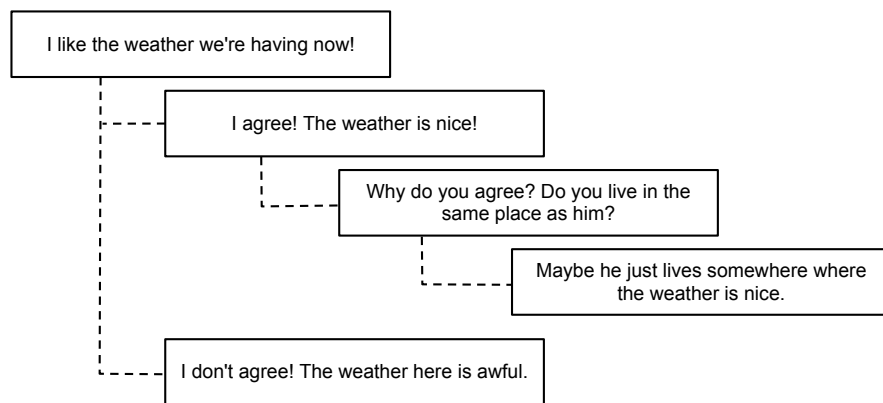 I like the weather we're having now!
I agree! The weather is nice!
Why do you agree? Do you live in the
same place as him?
Maybe he just lives somewhere where
the weather is nice.
I don't agree! The weather here is awful.